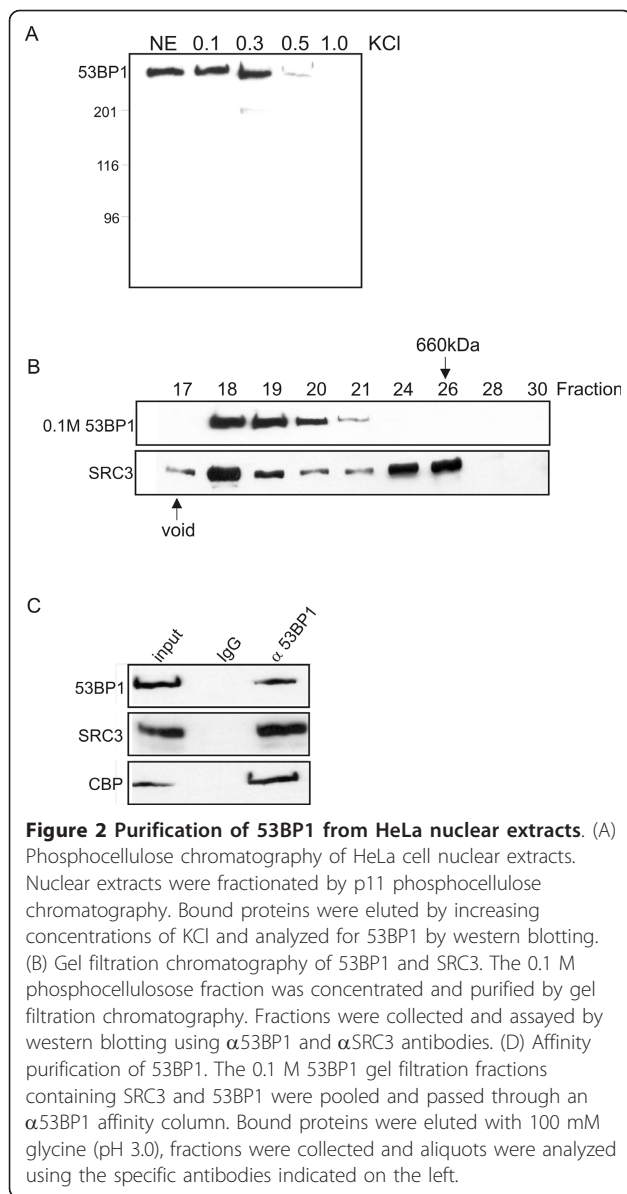 A
NE 0.1 0.3 0.5 1.0 KCl
53BP1
201
116
96
660kDa
B
17 18 19 20 21 24 26 28 30 Fraction
0.1M 53BP1
SRC3
void
C
input IgG α 53BP1
53BP1
SRC3
CBP
Figure 2 Purification of 53BP1 from HeLa nuclear extracts. (A)
Phosphocellulose chromatography of HeLa cell nuclear extracts.
Nuclear extracts were fractionated by p11 phosphocellulose
chromatography. Bound proteins were eluted by increasing
concentrations of KCl and analyzed for 53BP1 by western blotting.
(B) Gel filtration chromatography of 53BP1 and SRC3. The 0.1 M
phosphocellulosose fraction was concentrated and purified by gel
filtration chromatography. Fractions were collected and assayed by
western blotting using α53BP1 and αSRC3 antibodies. (D) Affinity
purification of 53BP1. The 0.1 M 53BP1 gel filtration fractions
containing SRC3 and 53BP1 were pooled and passed through an
α53BP1 affinity column. Bound proteins were eluted with 100 mM
glycine (pH 3.0), fractions were collected and aliquots were analyzed
using the specific antibodies indicated on the left.